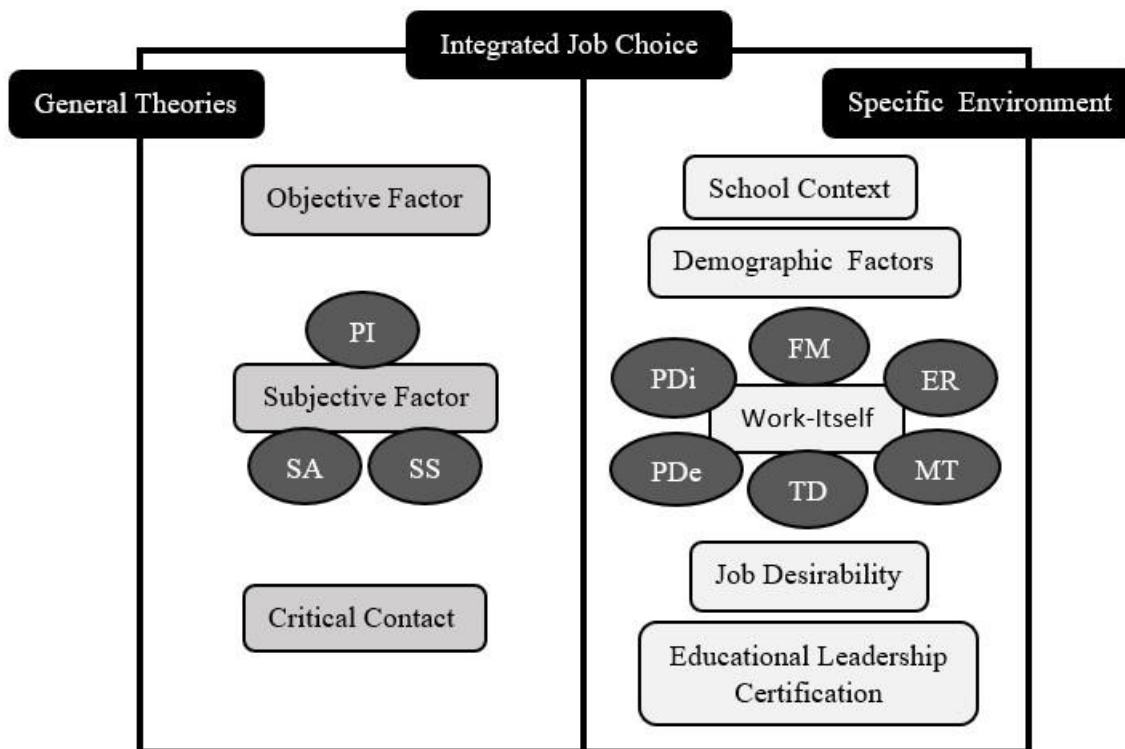 Integrated Job Choice
General Theories
Specific Environment
Objective Factor
PI
Subjective Factor
SA
SS
Critical Contact
School Context
Demographic Factors
FM
PDi
ER
Work-Itself
PDe
MT
TD
Job Desirability
Educational Leadership
Certification